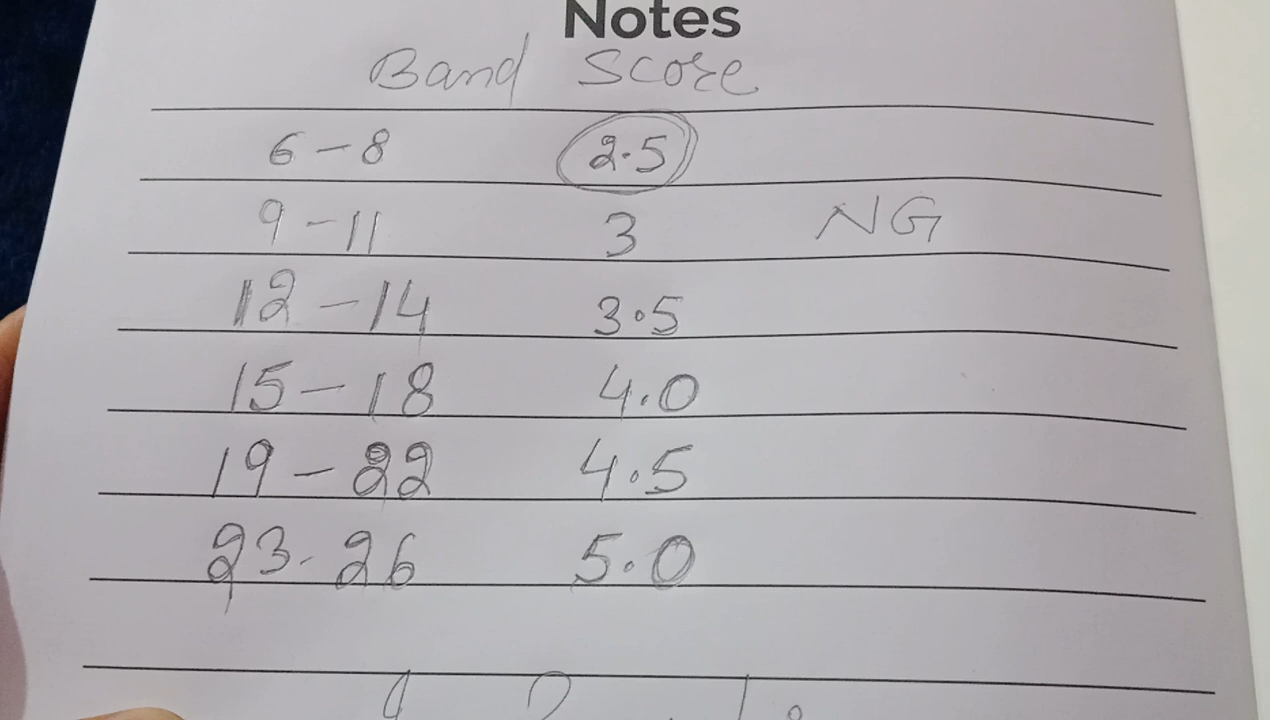 Notes
Band Score
6 - 8 2.5
9 - 11 3 NG
12 - 14 3.5
15 - 18 4.0
19 - 22 4.5
23 - 26 5.0